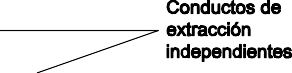 Conductos de
extracción
independientes